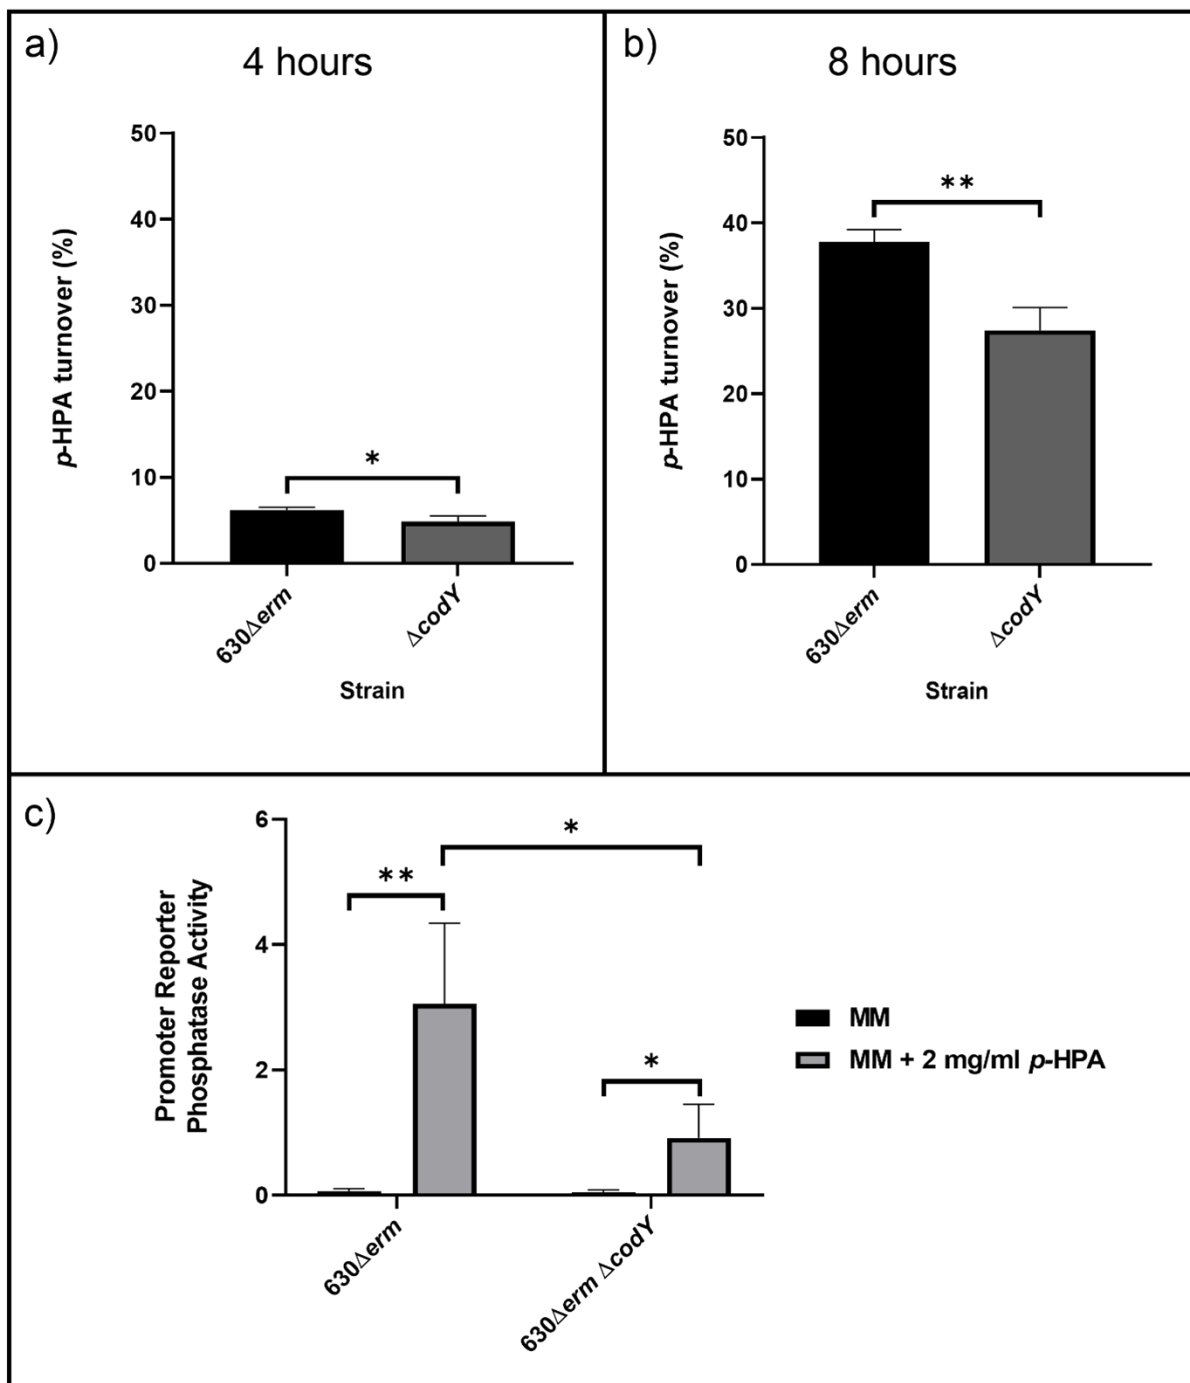 a)
4 hours
50
40
30
20
10
0
p-HPA turnover (%)
*
630Δerm
ΔcodY
Strain
b)
8 hours
50
40
30
20
10
0
p-HPA turnover (%)
**
630Δerm
ΔcodY
Strain
c)
6
4
2
0
Promoter Reporter
Phosphatase Activity
**
*
*
630Δerm
630Δerm ΔcodY
MM
MM + 2 mg/ml p-HPA